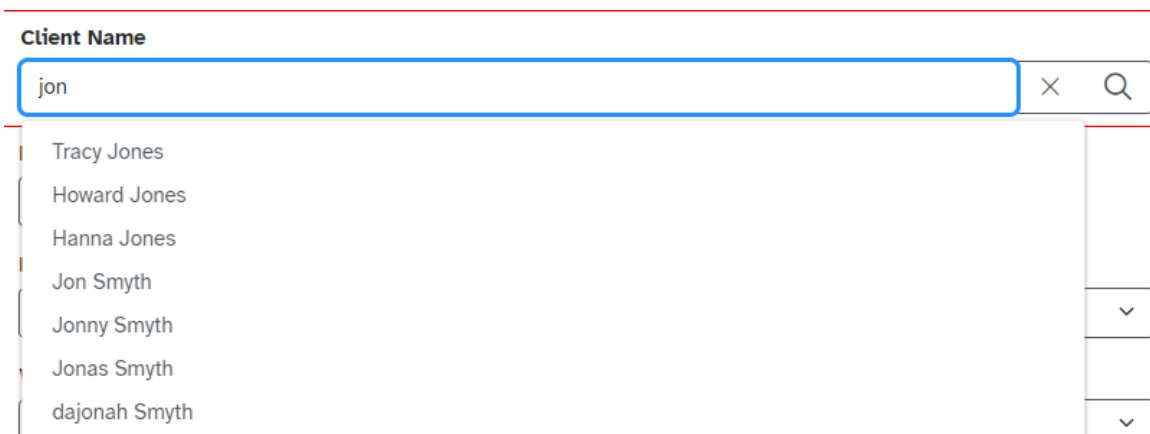 Client Name
jon
Tracy Jones
Howard Jones
Hanna Jones
Jon Smyth
Jonny Smyth
Jonas Smyth
dajonah Smyth